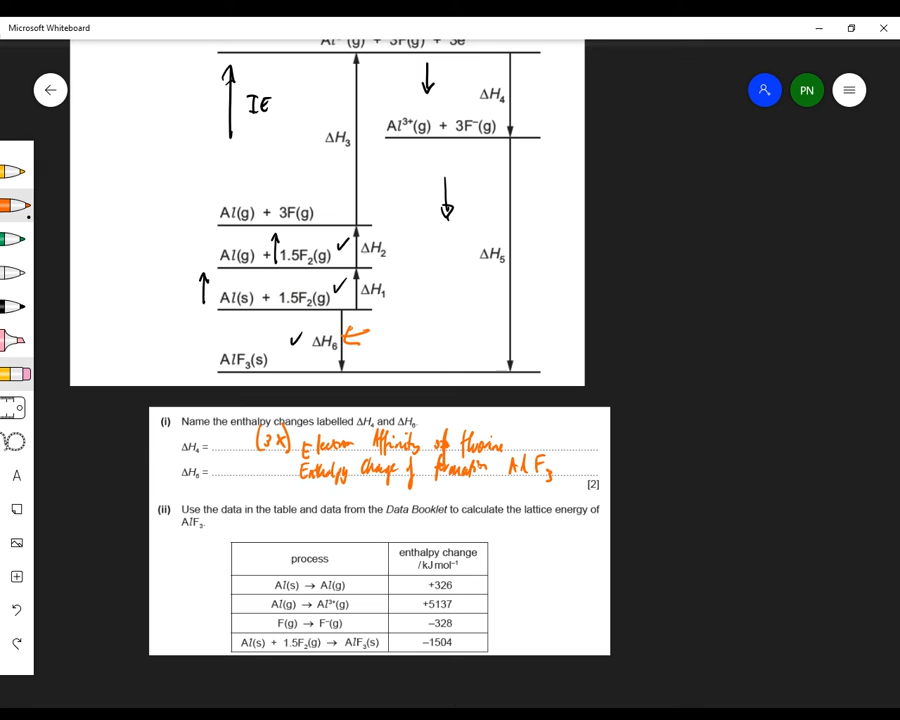 Microsoft Whiteboard
PN
Al (g) + 3F(g) + 3e
IE
ΔH₄
Al³⁺(g) + 3F⁻(g)
ΔH₃
Al(g) + 3F(g)
Al(g) + 1.5F₂(g) ✓ ΔH₂
ΔH₅
Al(s) + 1.5F₂(g) ✓ ΔH₁
✓ ΔH₆
AlF₃(s)
(i) Name the enthalpy changes labelled ΔH₄ and ΔH₆.
ΔH₄ = (3x) Electron Affinity of fluorine
ΔH₆ = Enthalpy Change of formation AlF₃
[2]
(ii) Use the data in the table and data from the Data Booklet to calculate the lattice energy of
AlF₃.
process enthalpy change
/kJ mol⁻¹
Al(s) → Al(g) +326
Al(g) → Al³⁺(g) +5137
F(g) → F⁻(g) –328
Al(s) + 1.5F₂(g) → AlF₃(s) –1504
A